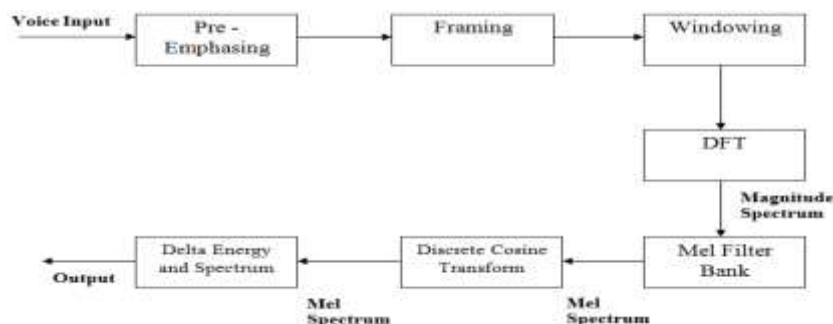 Voice Input
Pre -
Emphasing
Framing
Windowing
DFT
Magnitude
Spectrum
Mel Filter
Bank
Discrete Cosine
Transform
Delta Energy
and Spectrum
Output
Mel
Spectrum
Mel
Spectrum